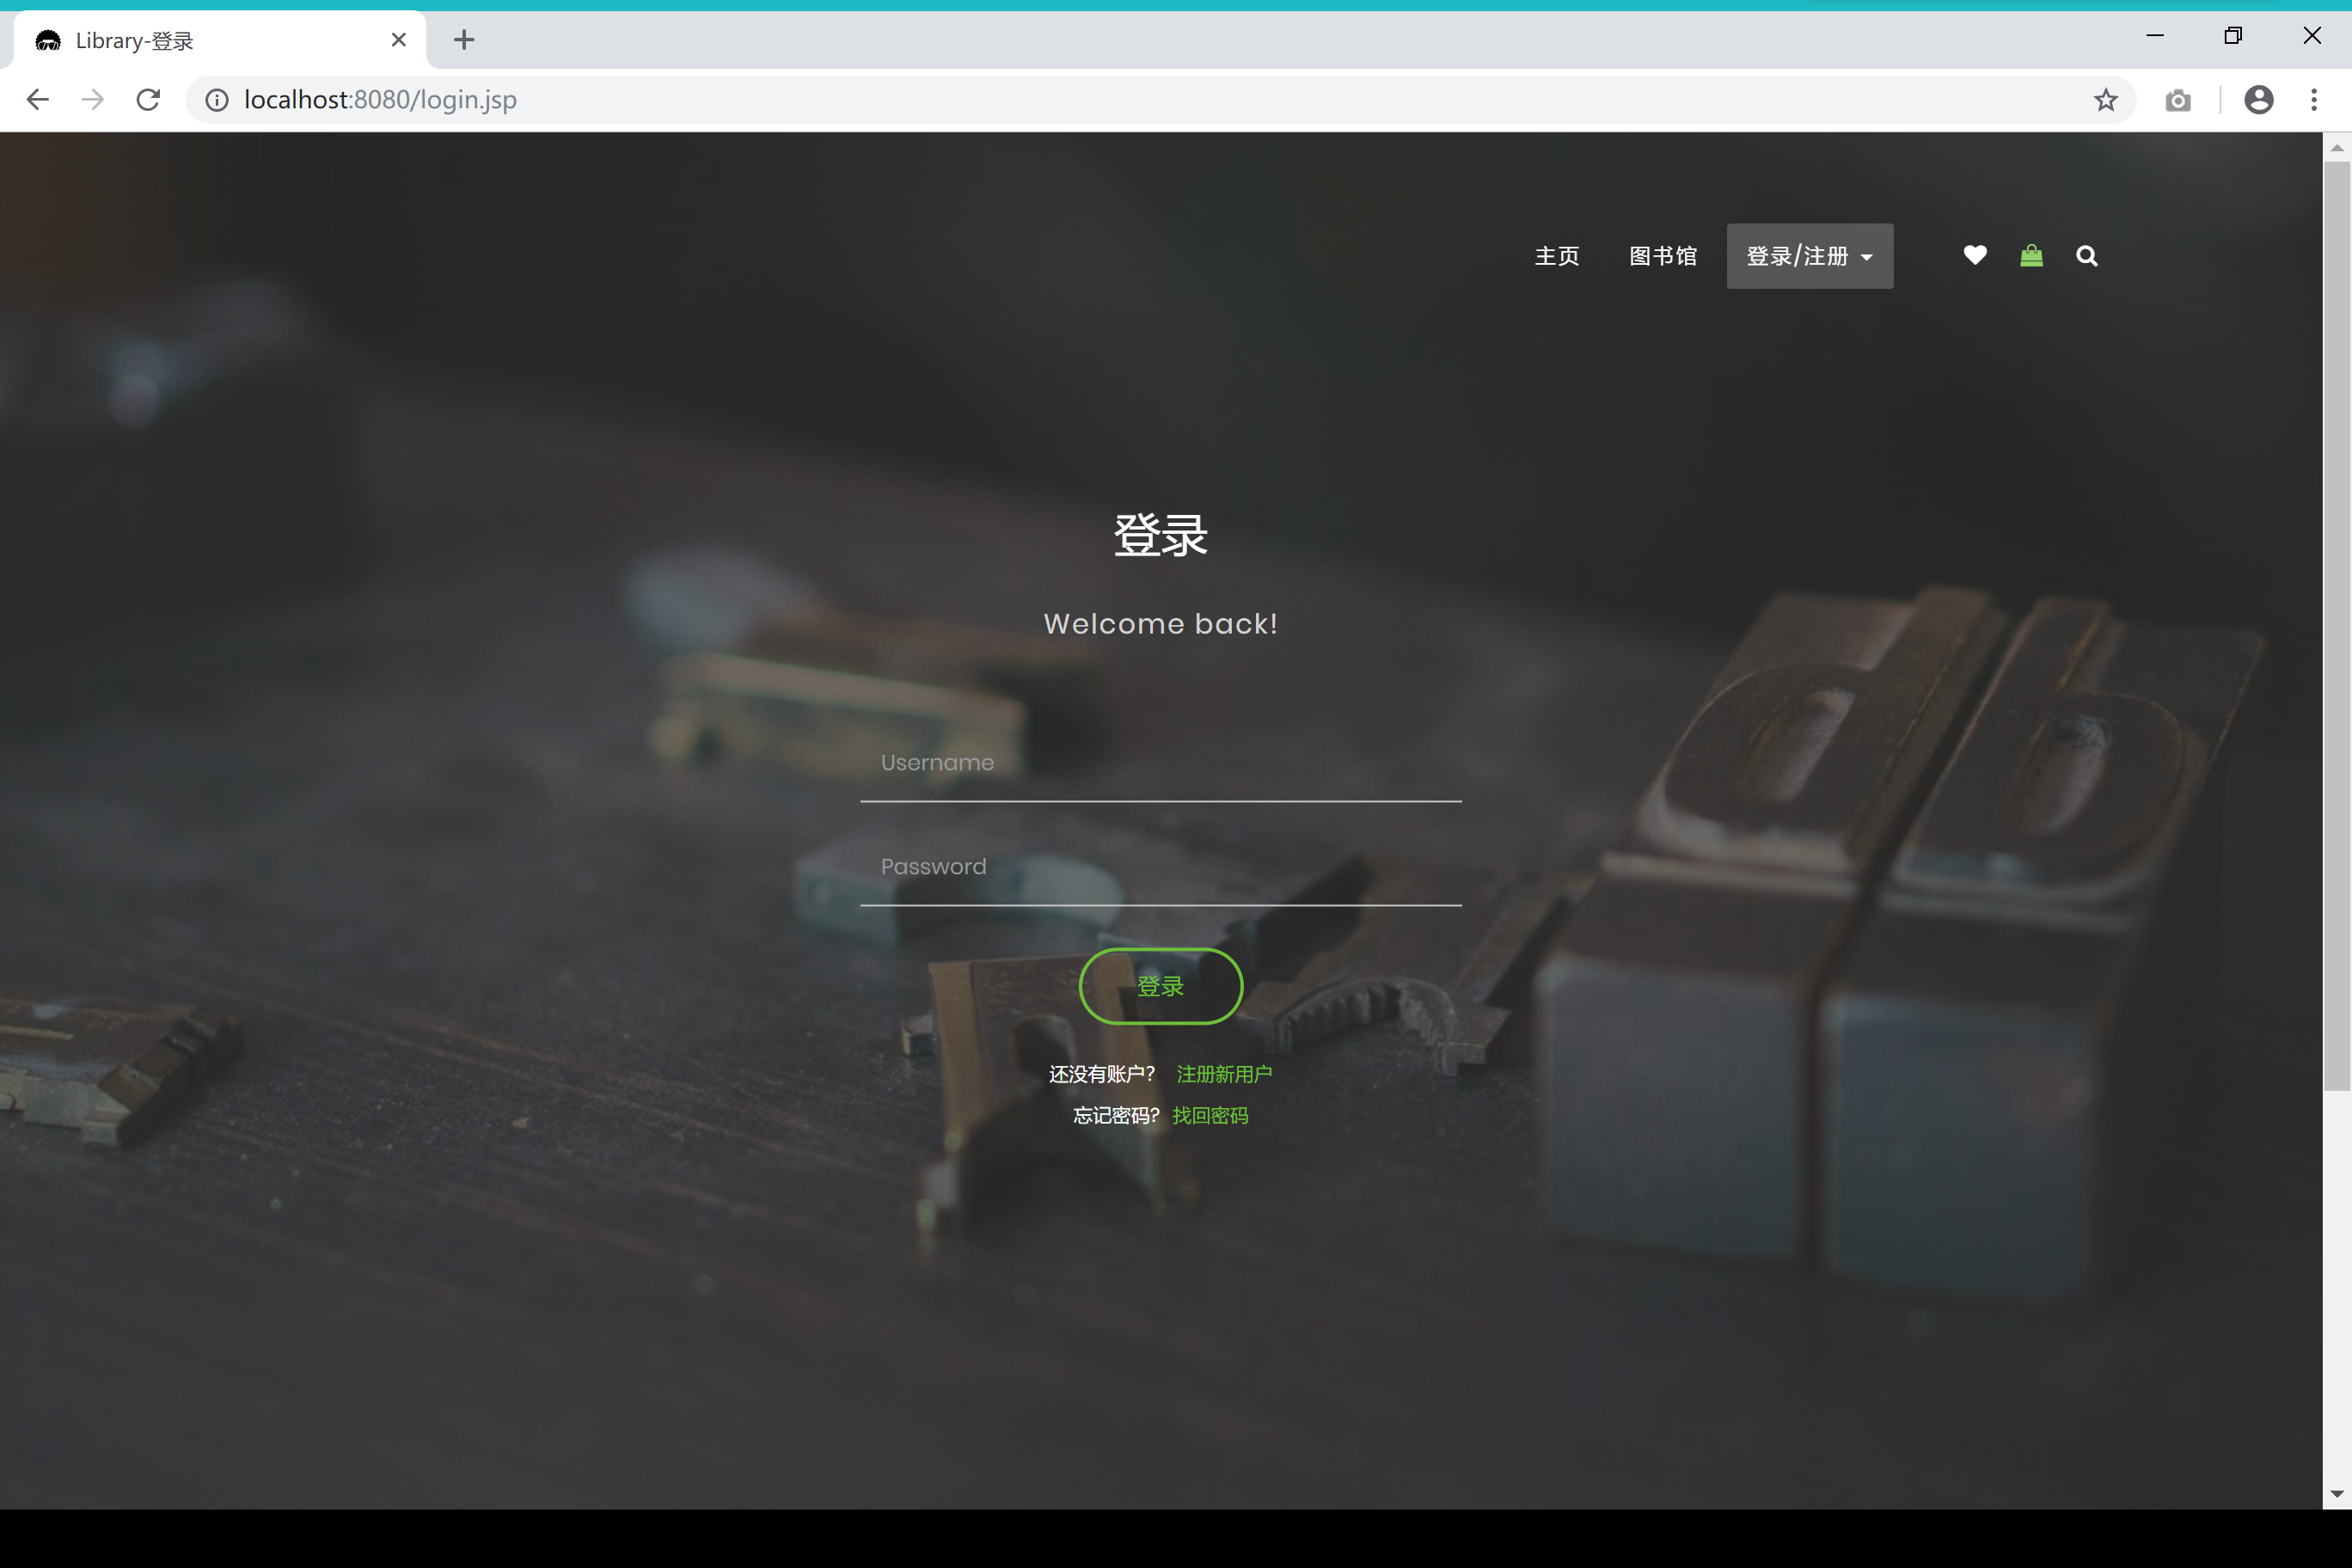 Library-登录
localhost:8080/login.jsp
主页 图书馆 登录/注册
登录
Welcome back!
Username
Password
登录
还没有账户? 注册新用户
忘记密码? 找回密码